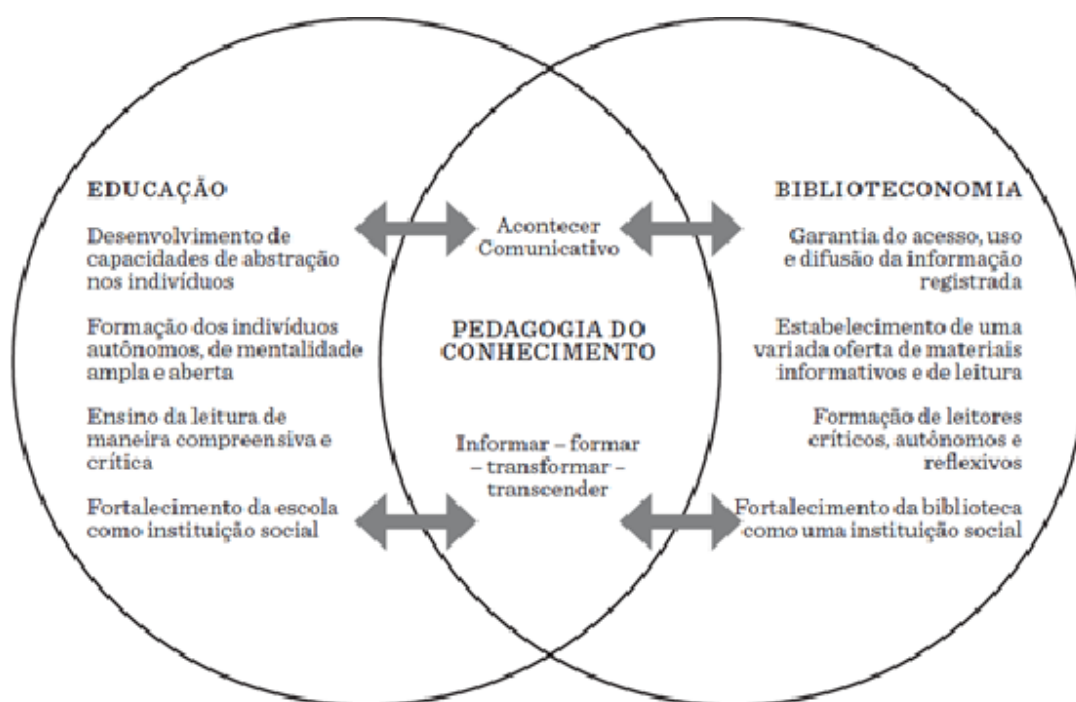 EDUCAÇÃO
Desenvolvimento de
capacidades de abstração
nos indivíduos
Formação dos indivíduos
autônomos, de mentalidade
ampla e aberta
Ensino da leitura de
maneira compreensiva e
crítica
Fortalecimento da escola
como instituição social
Acontecer
Comunicativo
PEDAGOGIA DO
CONHECIMENTO
Informar – formar
– transformar –
transcender
BIBLIOTECONOMIA
Garantia do acesso, uso
e difusão da informação
registrada
Estabelecimento de uma
variada oferta de materiais
informativos e de leitura
Formação de leitores
críticos, autônomos e
reflexivos
Fortalecimento da biblioteca
como uma instituição social